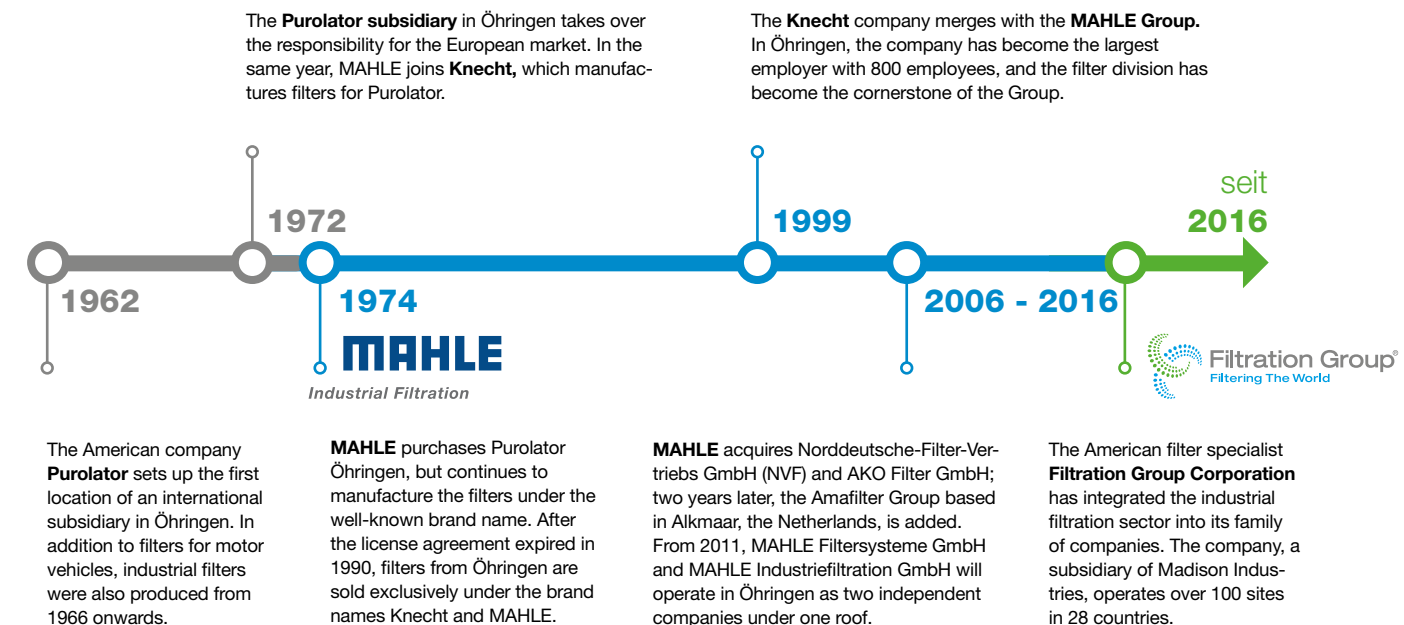 The Purolator subsidiary in Öhringen takes over
the responsibility for the European market. In the
same year, MAHLE joins Knecht, which manufac-
tures filters for Purolator.
The Knecht company merges with the MAHLE Group.
In Öhringen, the company has become the largest
employer with 800 employees, and the filter division has
become the cornerstone of the Group.
seit
1972
1999
2016
1962
1974
2006 - 2016
MAHLE
Industrial Filtration
Filtration Group®
Filtering The World
The American company
Purolator sets up the first
location of an international
subsidiary in Öhringen. In
addition to filters for motor
vehicles, industrial filters
were also produced from
1966 onwards.
MAHLE purchases Purolator
Öhringen, but continues to
manufacture the filters under the
well-known brand name. After
the license agreement expired in
1990, filters from Öhringen are
sold exclusively under the brand
names Knecht and MAHLE.
MAHLE acquires Norddeutsche-Filter-Ver-
triebs GmbH (NVF) and AKO Filter GmbH;
two years later, the Amafilter Group based
in Alkmaar, the Netherlands, is added.
From 2011, MAHLE Filtersysteme GmbH
and MAHLE Industriefiltration GmbH will
operate in Öhringen as two independent
companies under one roof.
The American filter specialist
Filtration Group Corporation
has integrated the industrial
filtration sector into its family
of companies. The company, a
subsidiary of Madison Indus-
tries, operates over 100 sites
in 28 countries.